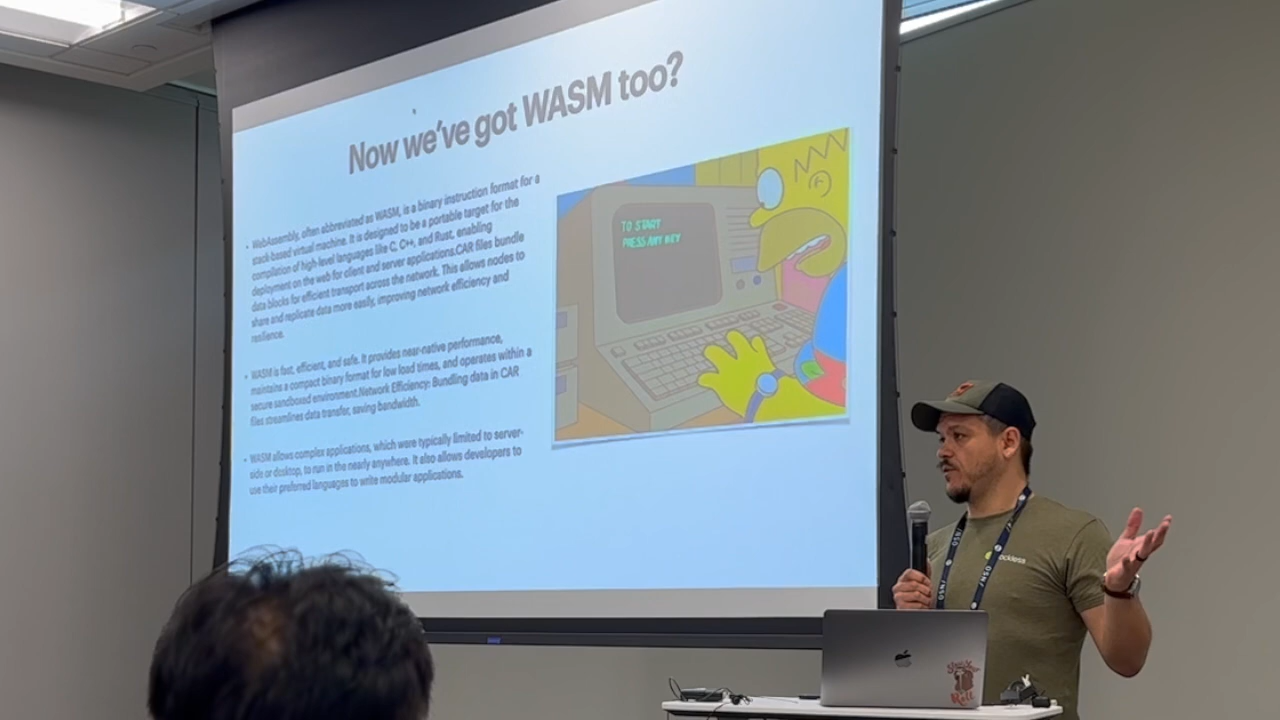 Now we've got WASM too?
WebAssembly, often abbreviated as WASM, is a binary instruction format for a
stack-based virtual machine. It is designed to be a portable target for the
compilation of high-level languages like C, C++, and Rust, enabling
deployment on the web for client and server applications.CAR files bundle
data blocks for efficient transport across the network. This allows nodes to
share and replicate data more easily, improving network efficiency and
resilience.
WASM is fast, efficient, and safe. It provides near-native performance,
maintains a compact binary format for low load times, and operates within a
secure sandboxed environment.Network Efficiency: Bundling data in CAR
files streamlines data transfer, saving bandwidth.
WASM allows complex applications, which were typically limited to server-
side or desktop, to run in the nearly anywhere. It also allows developers to
use their preferred languages to write modular applications.
TO START
PRESS ANY KEY